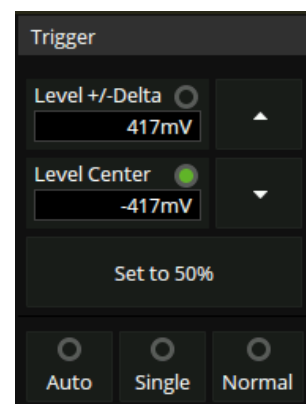 Trigger
Level +/-Delta
417mV
Level Center
-417mV
Set to 50%
Auto Single Normal